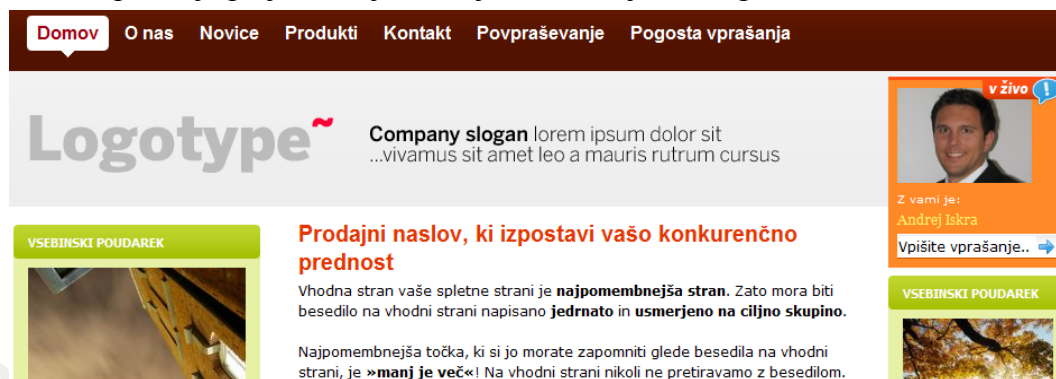 Domov O nas Novice Produkti Kontakt Povpraševanje Pogosta vprašanja
Logotype~
Company slogan lorem ipsum dolor sit
...vivamus sit amet leo a mauris rutrum cursus
v živo
Z vami je:
Andrej Iskra
Vpišite vprašanje..
VSEBINSKI POUDAREK
Prodajni naslov, ki izpostavi vašo konkurenčno
prednost
Vhodna stran vaše spletne strani je najpomembnejša stran. Zato mora biti
besedilo na vhodni strani napisano jedrnato in usmerjeno na ciljno skupino.
Najpomembnejša točka, ki si jo morate zapomniti glede besedila na vhodni
strani, je »manj je več«! Na vhodni strani nikoli ne pretiravamo z besedilom.
VSEBINSKI POUDAREK